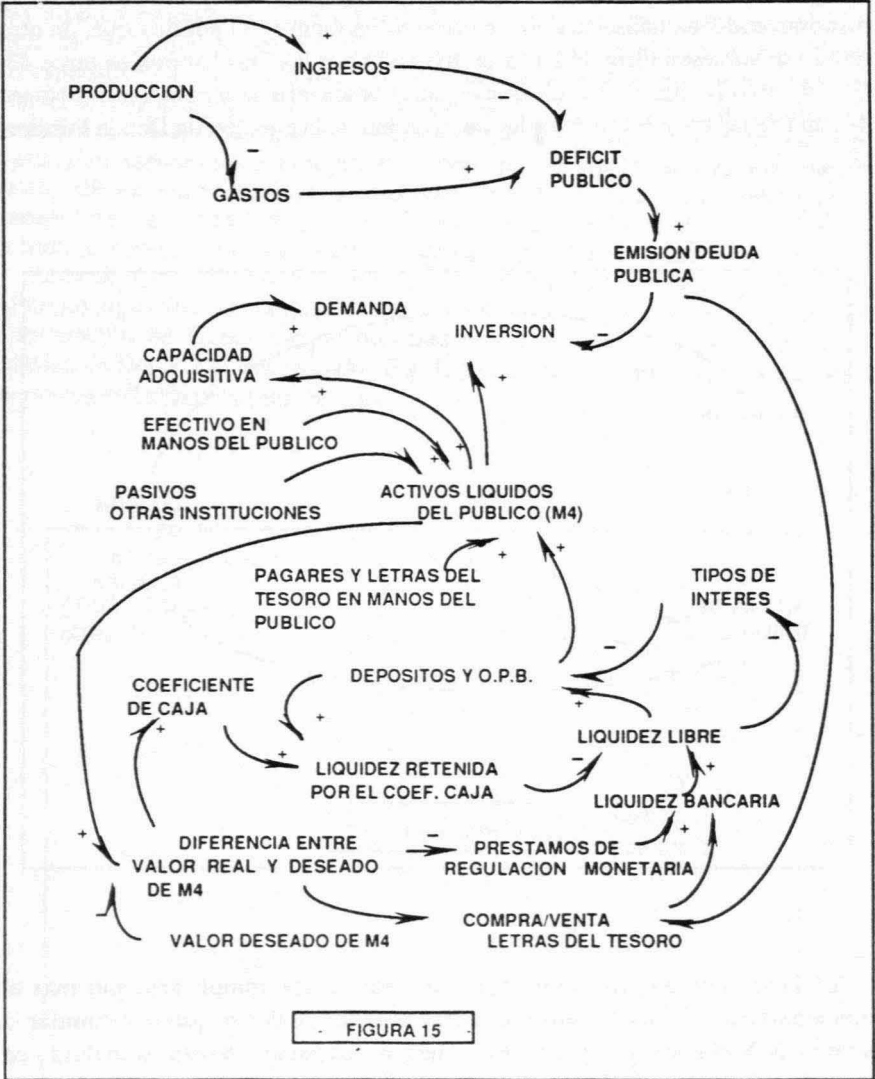 INGRESOS
PRODUCCION
GASTOS
DEFICIT
PUBLICO
EMISION DEUDA
PUBLICA
DEMANDA
INVERSION
CAPACIDAD
ADQUISITIVA
EFECTIVO EN
MANOS DEL PUBLICO
PASIVOS
OTRAS INSTITUCIONES
ACTIVOS LIQUIDOS
DEL PUBLICO (M4)
PAGARES Y LETRAS DEL
TESORO EN MANOS DEL
PUBLICO
TIPOS DE
INTERES
DEPOSITOS Y O.P.B.
COEFICIENTE
DE CAJA
LIQUIDEZ LIBRE
LIQUIDEZ RETENIDA
POR EL COEF. CAJA
LIQUIDEZ BANCARIA
DIFERENCIA ENTRE
VALOR REAL Y DESEADO
DE M4
PRESTAMOS DE
REGULACION MONETARIA
COMPRA/VENTA
LETRAS DEL TESORO
VALOR DESEADO DE M4
FIGURA 15